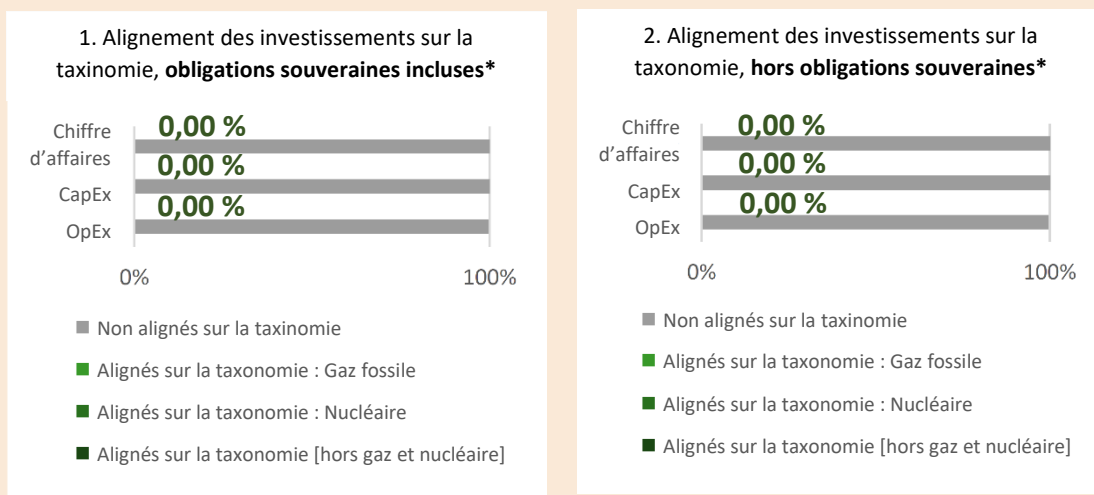 1. Alignement des investissements sur la
taxinomie, obligations souveraines incluses*
Chiffre
d’affaires
CapEx
OpEx
0,00 %
0,00 %
0,00 %
0%
100%
Non alignés sur la taxinomie
Alignés sur la taxonomie : Gaz fossile
Alignés sur la taxonomie : Nucléaire
Alignés sur la taxonomie [hors gaz et nucléaire]
2. Alignement des investissements sur la
taxonomie, hors obligations souveraines*
Chiffre
d’affaires
CapEx
OpEx
0,00 %
0,00 %
0,00 %
0%
100%
Non alignés sur la taxinomie
Alignés sur la taxonomie : Gaz fossile
Alignés sur la taxonomie : Nucléaire
Alignés sur la taxonomie [hors gaz et nucléaire]